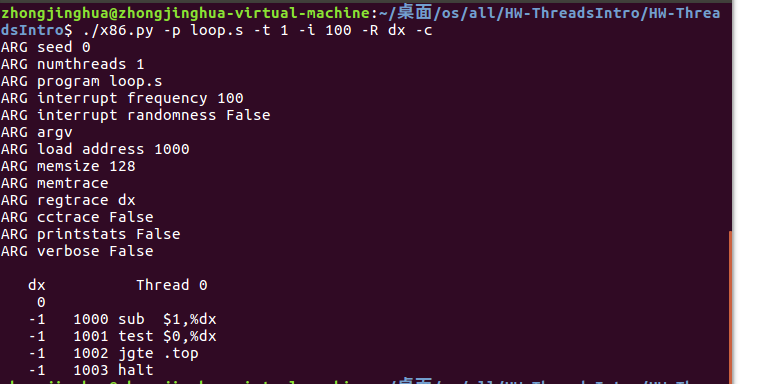 zhongjinghua@zhongjinghua-virtual-machine:~/桌面/os/all/HW-ThreadsIntro/HW-Threa
dsIntro$ ./x86.py -p loop.s -t 1 -i 100 -R dx -c
ARG seed 0
ARG numthreads 1
ARG program loop.s
ARG interrupt frequency 100
ARG interrupt randomness False
ARG argv
ARG load address 1000
ARG memsize 128
ARG memtrace
ARG regtrace dx
ARG cctrace False
ARG printstats False
ARG verbose False
dx          Thread 0
0
-1   1000 sub  $1,%dx
-1   1001 test $0,%dx
-1   1002 jgte .top
-1   1003 halt